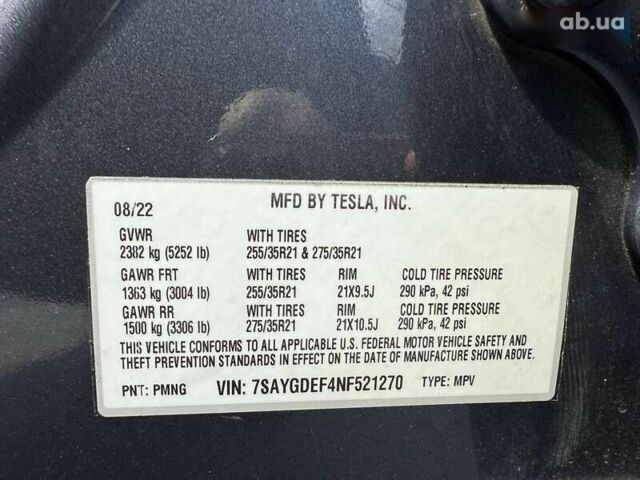 ab.ua
08/22 MFD BY TESLA, INC.
GVWR WITH TIRES
2382 kg (5252 lb) 255/35R21 & 275/35R21
GAWR FRT WITH TIRES RIM COLD TIRE PRESSURE
1363 kg (3004 lb) 255/35R21 21X9.5J 290 kPa, 42 psi
GAWR RR WITH TIRES RIM COLD TIRE PRESSURE
1500 kg (3306 lb) 275/35R21 21X10.5J 290 kPa, 42 psi
THIS VEHICLE CONFORMS TO ALL APPLICABLE U.S. FEDERAL MOTOR VEHICLE SAFETY AND
THEFT PREVENTION STANDARDS IN EFFECT ON THE DATE OF MANUFACTURE SHOWN ABOVE.
PNT: PMNG VIN: 7SAYGDEF4NF521270 TYPE: MPV